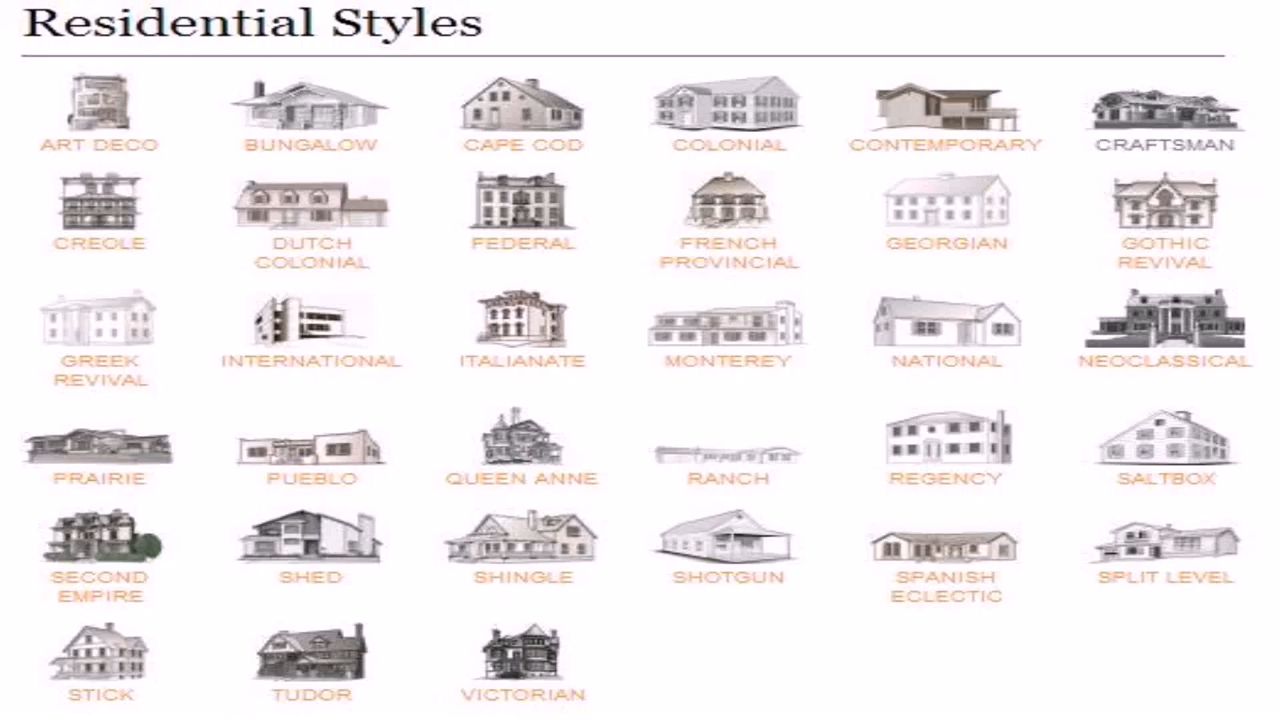 Residential Styles
ART DECO
BUNGALOW
CAPE COD
COLONIAL
CONTEMPORARY
CRAFTSMAN
CREOLE
DUTCH
COLONIAL
FEDERAL
FRENCH
PROVINCIAL
GEORGIAN
GOTHIC
REVIVAL
GREEK
REVIVAL
INTERNATIONAL
ITALIANATE
MONTEREY
NATIONAL
NEOCLASSICAL
PRAIRIE
PUEBLO
QUEEN ANNE
RANCH
REGENCY
SALTBOX
SECOND
EMPIRE
SHED
SHINGLE
SHOTGUN
SPANISH
ECLECTIC
SPLIT LEVEL
STICK
TUDOR
VICTORIAN